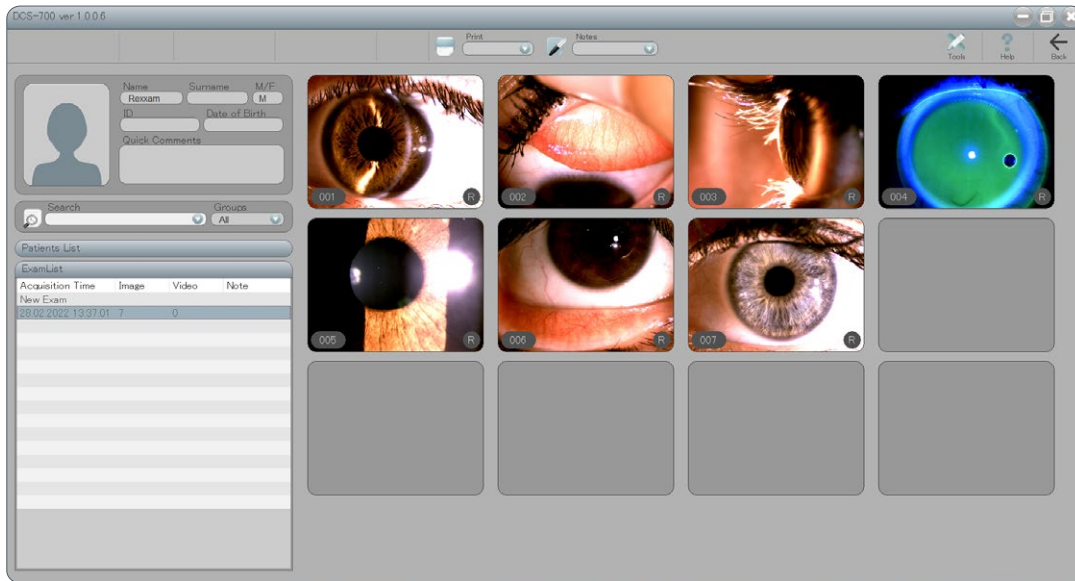 DCS-700 ver 1.0.0.6
Print
Notes
Tools
Help
Back
Name Surname M/F
Rexxam M
ID Date of Birth
Quick Comments
Search Groups
All
Patients List
ExamList
Acquisition Time Image Video Note
New Exam
28.02.2022 13:37.01 7 0
001 R
002 R
003 R
004 R
005 R
006 R
007 R